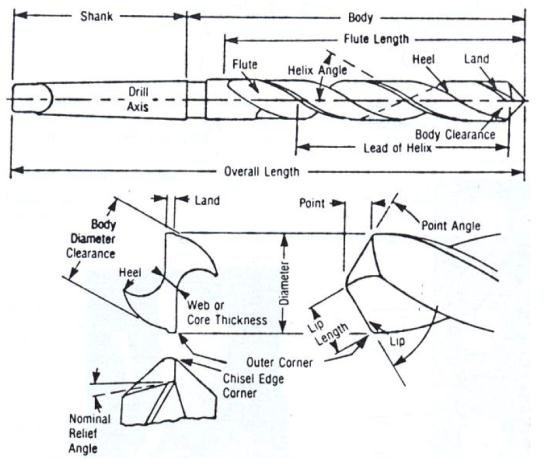 Shank
Body
Flute Length
Flute
Helix Angle
Heel
Land
Drill
Axis
Body Clearance
Lead of Helix
Overall Length
Land
Point
Point Angle
Body
Diameter
Clearance
Heel
Diameter
Web or
Core Thickness
Lip
Length
Lip
Outer Corner
Chisel Edge
Corner
Nominal
Relief
Angle